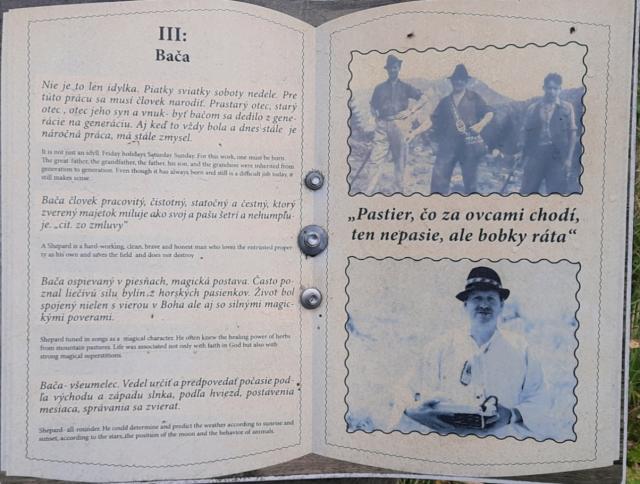 III:
Bača
Nie je to len idylka. Piatky sviatky soboty nedele. Pre
túto prácu sa musí človek narodiť. Prastarý otec, starý
otec , otec jeho syn a vnuk- byť bačom sa dedilo z gene-
rácie na generáciu. Aj keď to vždy bola a dnes stále je
náročná práca, má stále zmysel.
It is not just an idyll. Friday holidays Saturday Sunday. For this work, one must be born.
The great father, the grandfather, the father, his son, and the grandson were inherited from
generation to generation. Even though it has always been and still is a difficult job today, it
still makes sense.
Bača človek pracovitý, čistotný, statočný a čestný, ktorý
zverený majetok miluje ako svoj a pašu šetrí a nehumpľu-
je. „cit. zo zmluvy"
A Shepard is a hard-working, clean, brave and honest man who loves the entrusted proper-
ty as his own and saves the field and does not destroy
Bača ospievaný v piesňach, magická postava. Často po-
znal liečivú silu bylín z horských pasienkov. Život bol
spojený nielen s vierou v Boha ale aj so silnými magic-
kými poverami.
Shepard tuned in songs as a magical character. He often knew the healing power of herbs
from mountain pastures. Life was associated not only with faith in God but also with
strong magical superstitions.
Bača- všeumelec. Vedel určiť a predpovedať počasie pod-
ľa východu a západu slnka, podľa hviezd, postavenia
mesiaca, správania sa zvierat.
Shepard- all-rounder. He could determine and predict the weather according to sunrise and
sunset, according to the stars, the position of the moon and the behavior of animals.
„Pastier, čo za ovcami chodí,
ten nepasie, ale bobky ráta“